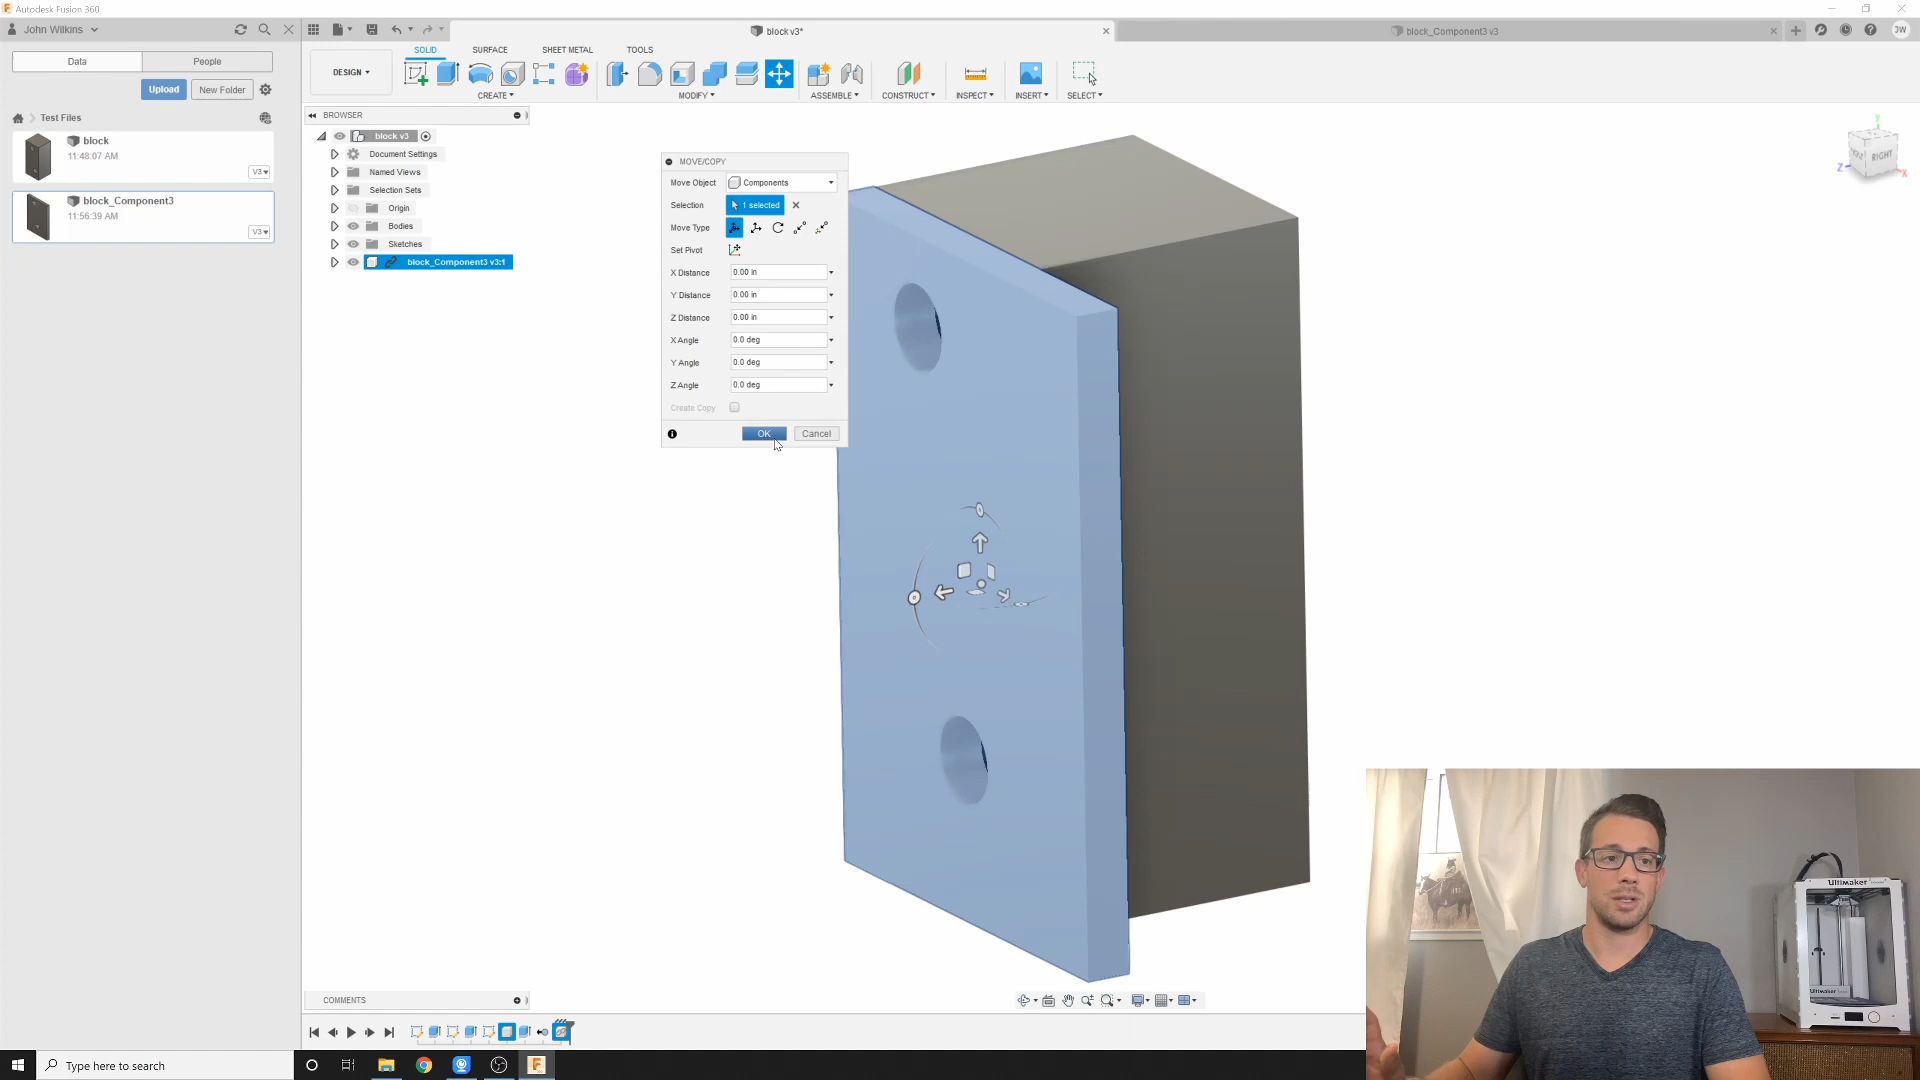 Autodesk Fusion 360
John Wilkins
block v3*
block_Component3 v3
JW
Data
People
Upload
New Folder
Test Files
block
11:48:07 AM
V3
block_Component3
11:56:39 AM
V3
DESIGN
SOLID
SURFACE
SHEET METAL
TOOLS
CREATE
MODIFY
ASSEMBLE
CONSTRUCT
INSPECT
INSERT
SELECT
BROWSER
block v3
Document Settings
Named Views
Selection Sets
Origin
Bodies
Sketches
block_Component3 v3:1
MOVE/COPY
Move Object
Components
Selection
1 selected
Move Type
Set Pivot
X Distance
0.00 in
Y Distance
0.00 in
Z Distance
0.00 in
X Angle
0.0 deg
Y Angle
0.0 deg
Z Angle
0.0 deg
Create Copy
OK
Cancel
Y
Z
X
RIGHT
COMMENTS
Type here to search
Ultimaker
Ultimaker